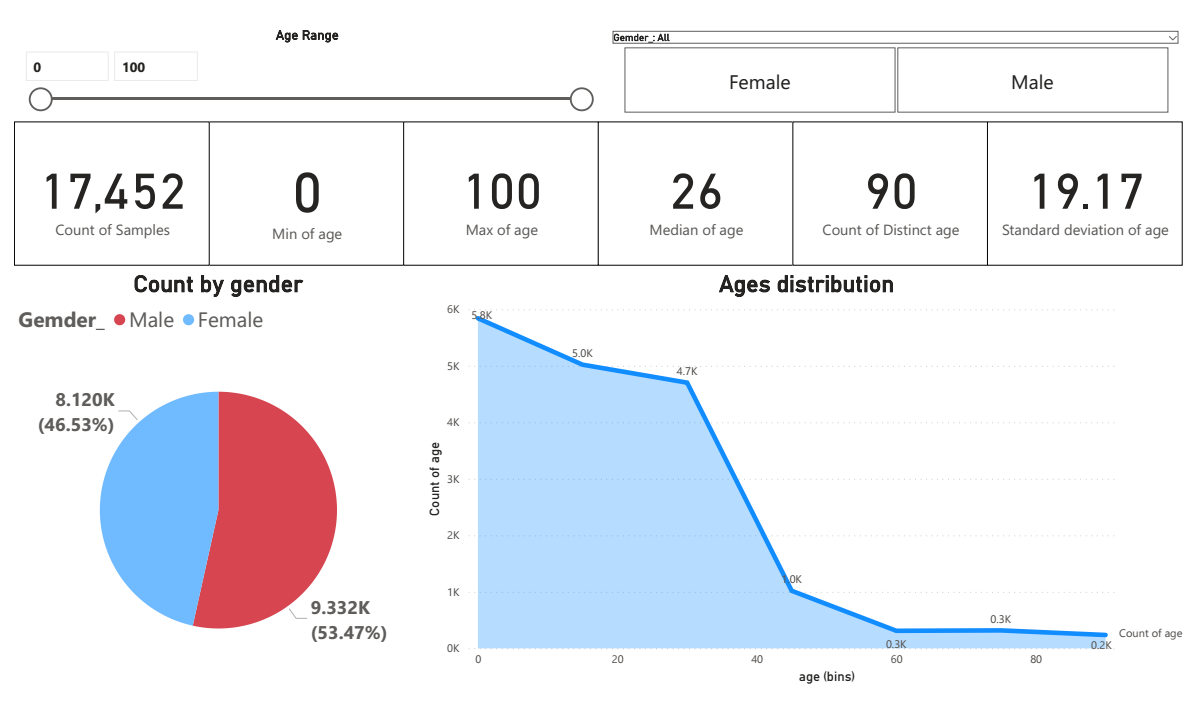 Age Range
0
100
Gemder_: All
Female
Male
17,452
Count of Samples
0
Min of age
100
Max of age
26
Median of age
90
Count of Distinct age
19.17
Standard deviation of age
Count by gender
Gemder_ Male Female
8.120K
(46.53%)
9.332K
(53.47%)
Ages distribution
Count of age
6K
5K
4K
3K
2K
1K
0K
5.8K
5.0K
4.7K
1.0K
0.3K
0.3K
0.2K
Count of age
0
20
40
60
80
age (bins)